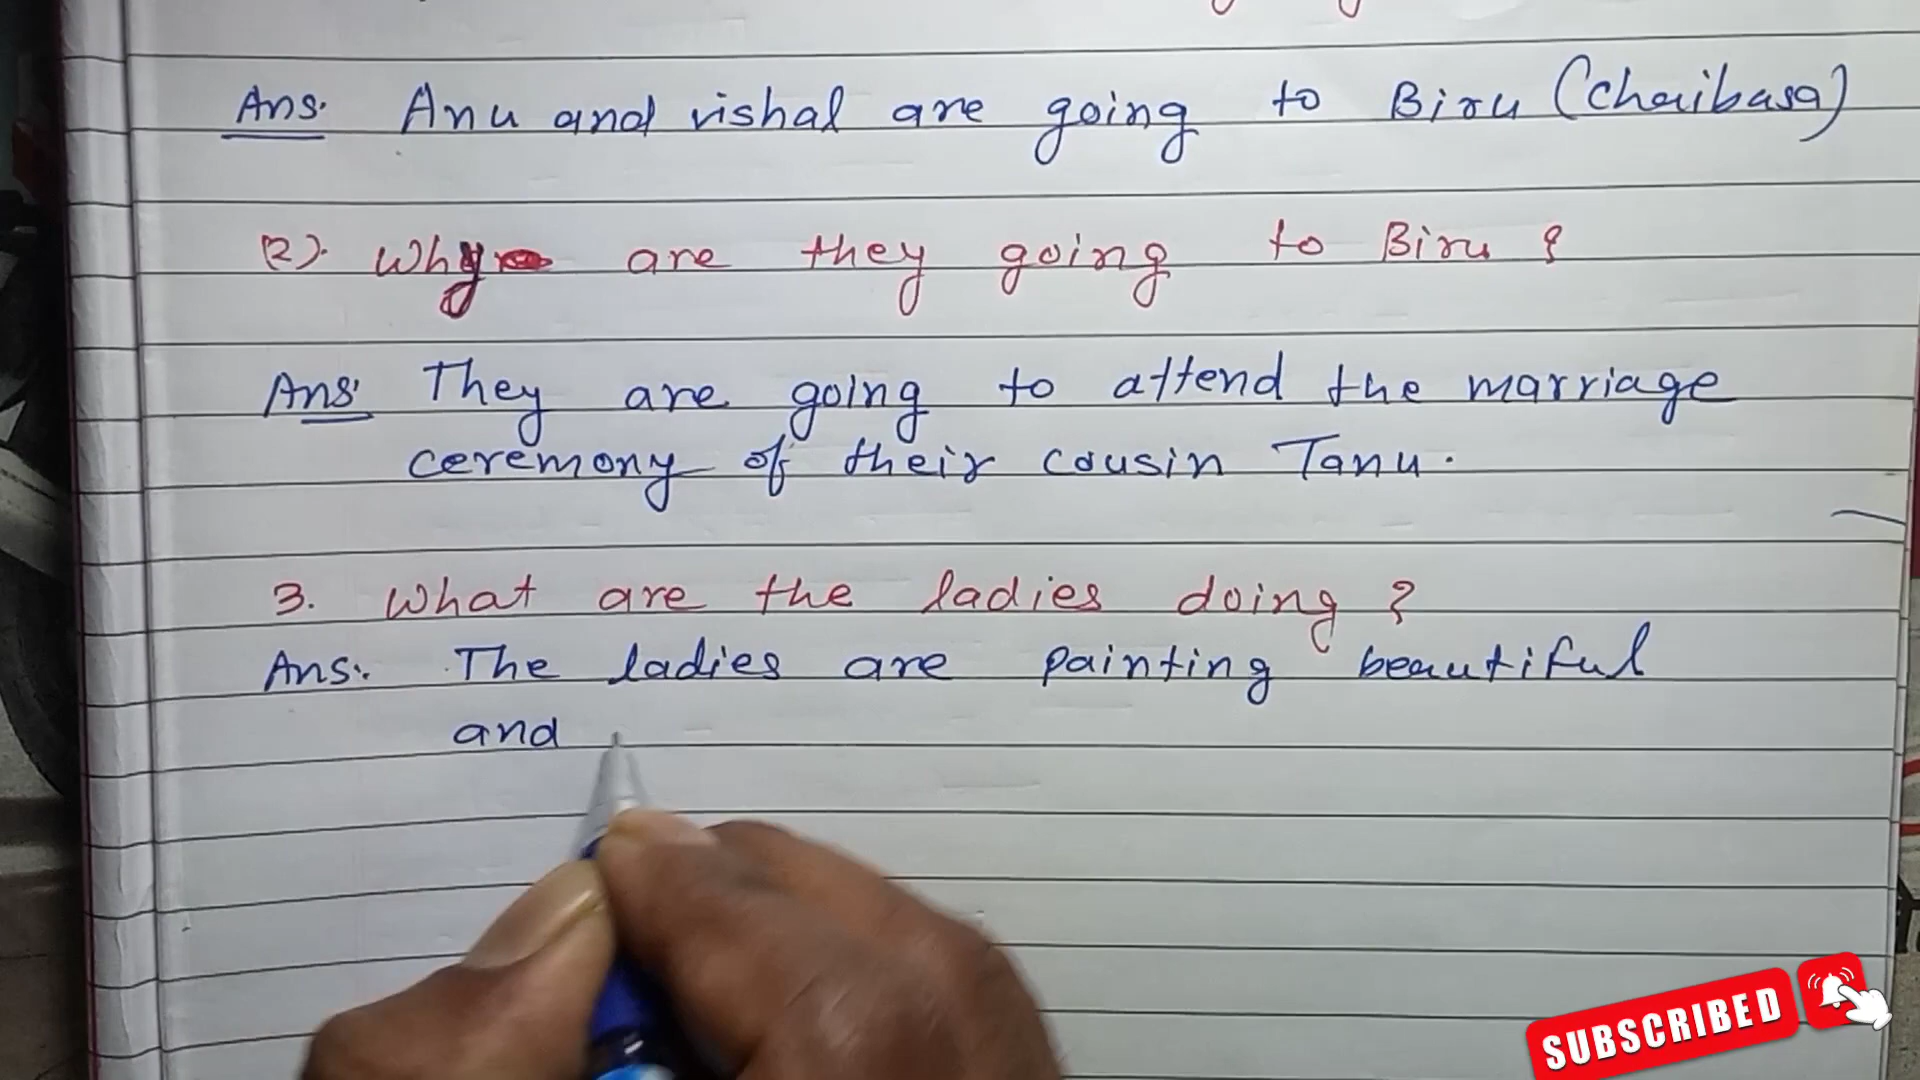 Ans. Anu and vishal are going to Biru (Chaibasa)
(2). Why are they going to Biru ?
Ans: They are going to attend the marriage
ceremony of their cousin Tanu.
3. What are the ladies doing ?
Ans: The ladies are painting beautiful
and
SUBSCRIBED